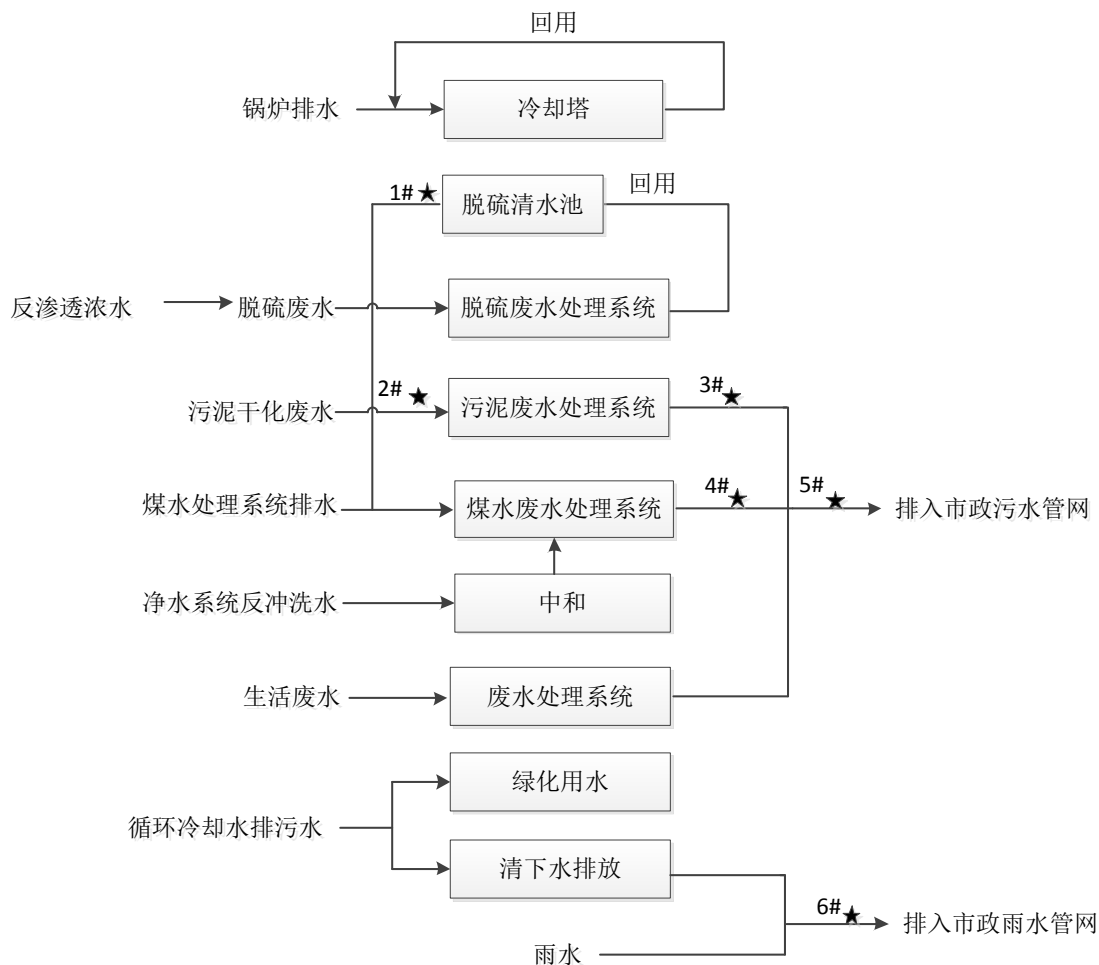 回用
锅炉排水
冷却塔
1#★
脱硫清水池
回用
反渗透浓水
脱硫废水
脱硫废水处理系统
2#★
3#★
污泥干化废水
污泥废水处理系统
4#★
5#★
煤水处理系统排水
煤水废水处理系统
排入市政污水管网
净水系统反冲洗水
中和
生活废水
废水处理系统
绿化用水
循环冷却水排污水
清下水排放
6#★
排入市政雨水管网
雨水